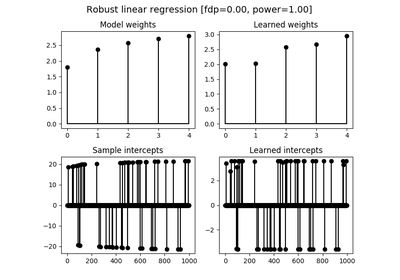 Robust linear regression [fdp=0.00, power=1.00]
Model weights
Learned weights
2.5
2.0
1.5
1.0
0.5
0.0
0 1 2 3 4
3.0
2.5
2.0
1.5
1.0
0.5
0.0
0 1 2 3 4
Sample intercepts
Learned intercepts
20
10
0
−10
−20
0 200 400 600 800 1000
2
0
−2
0 200 400 600 800 1000